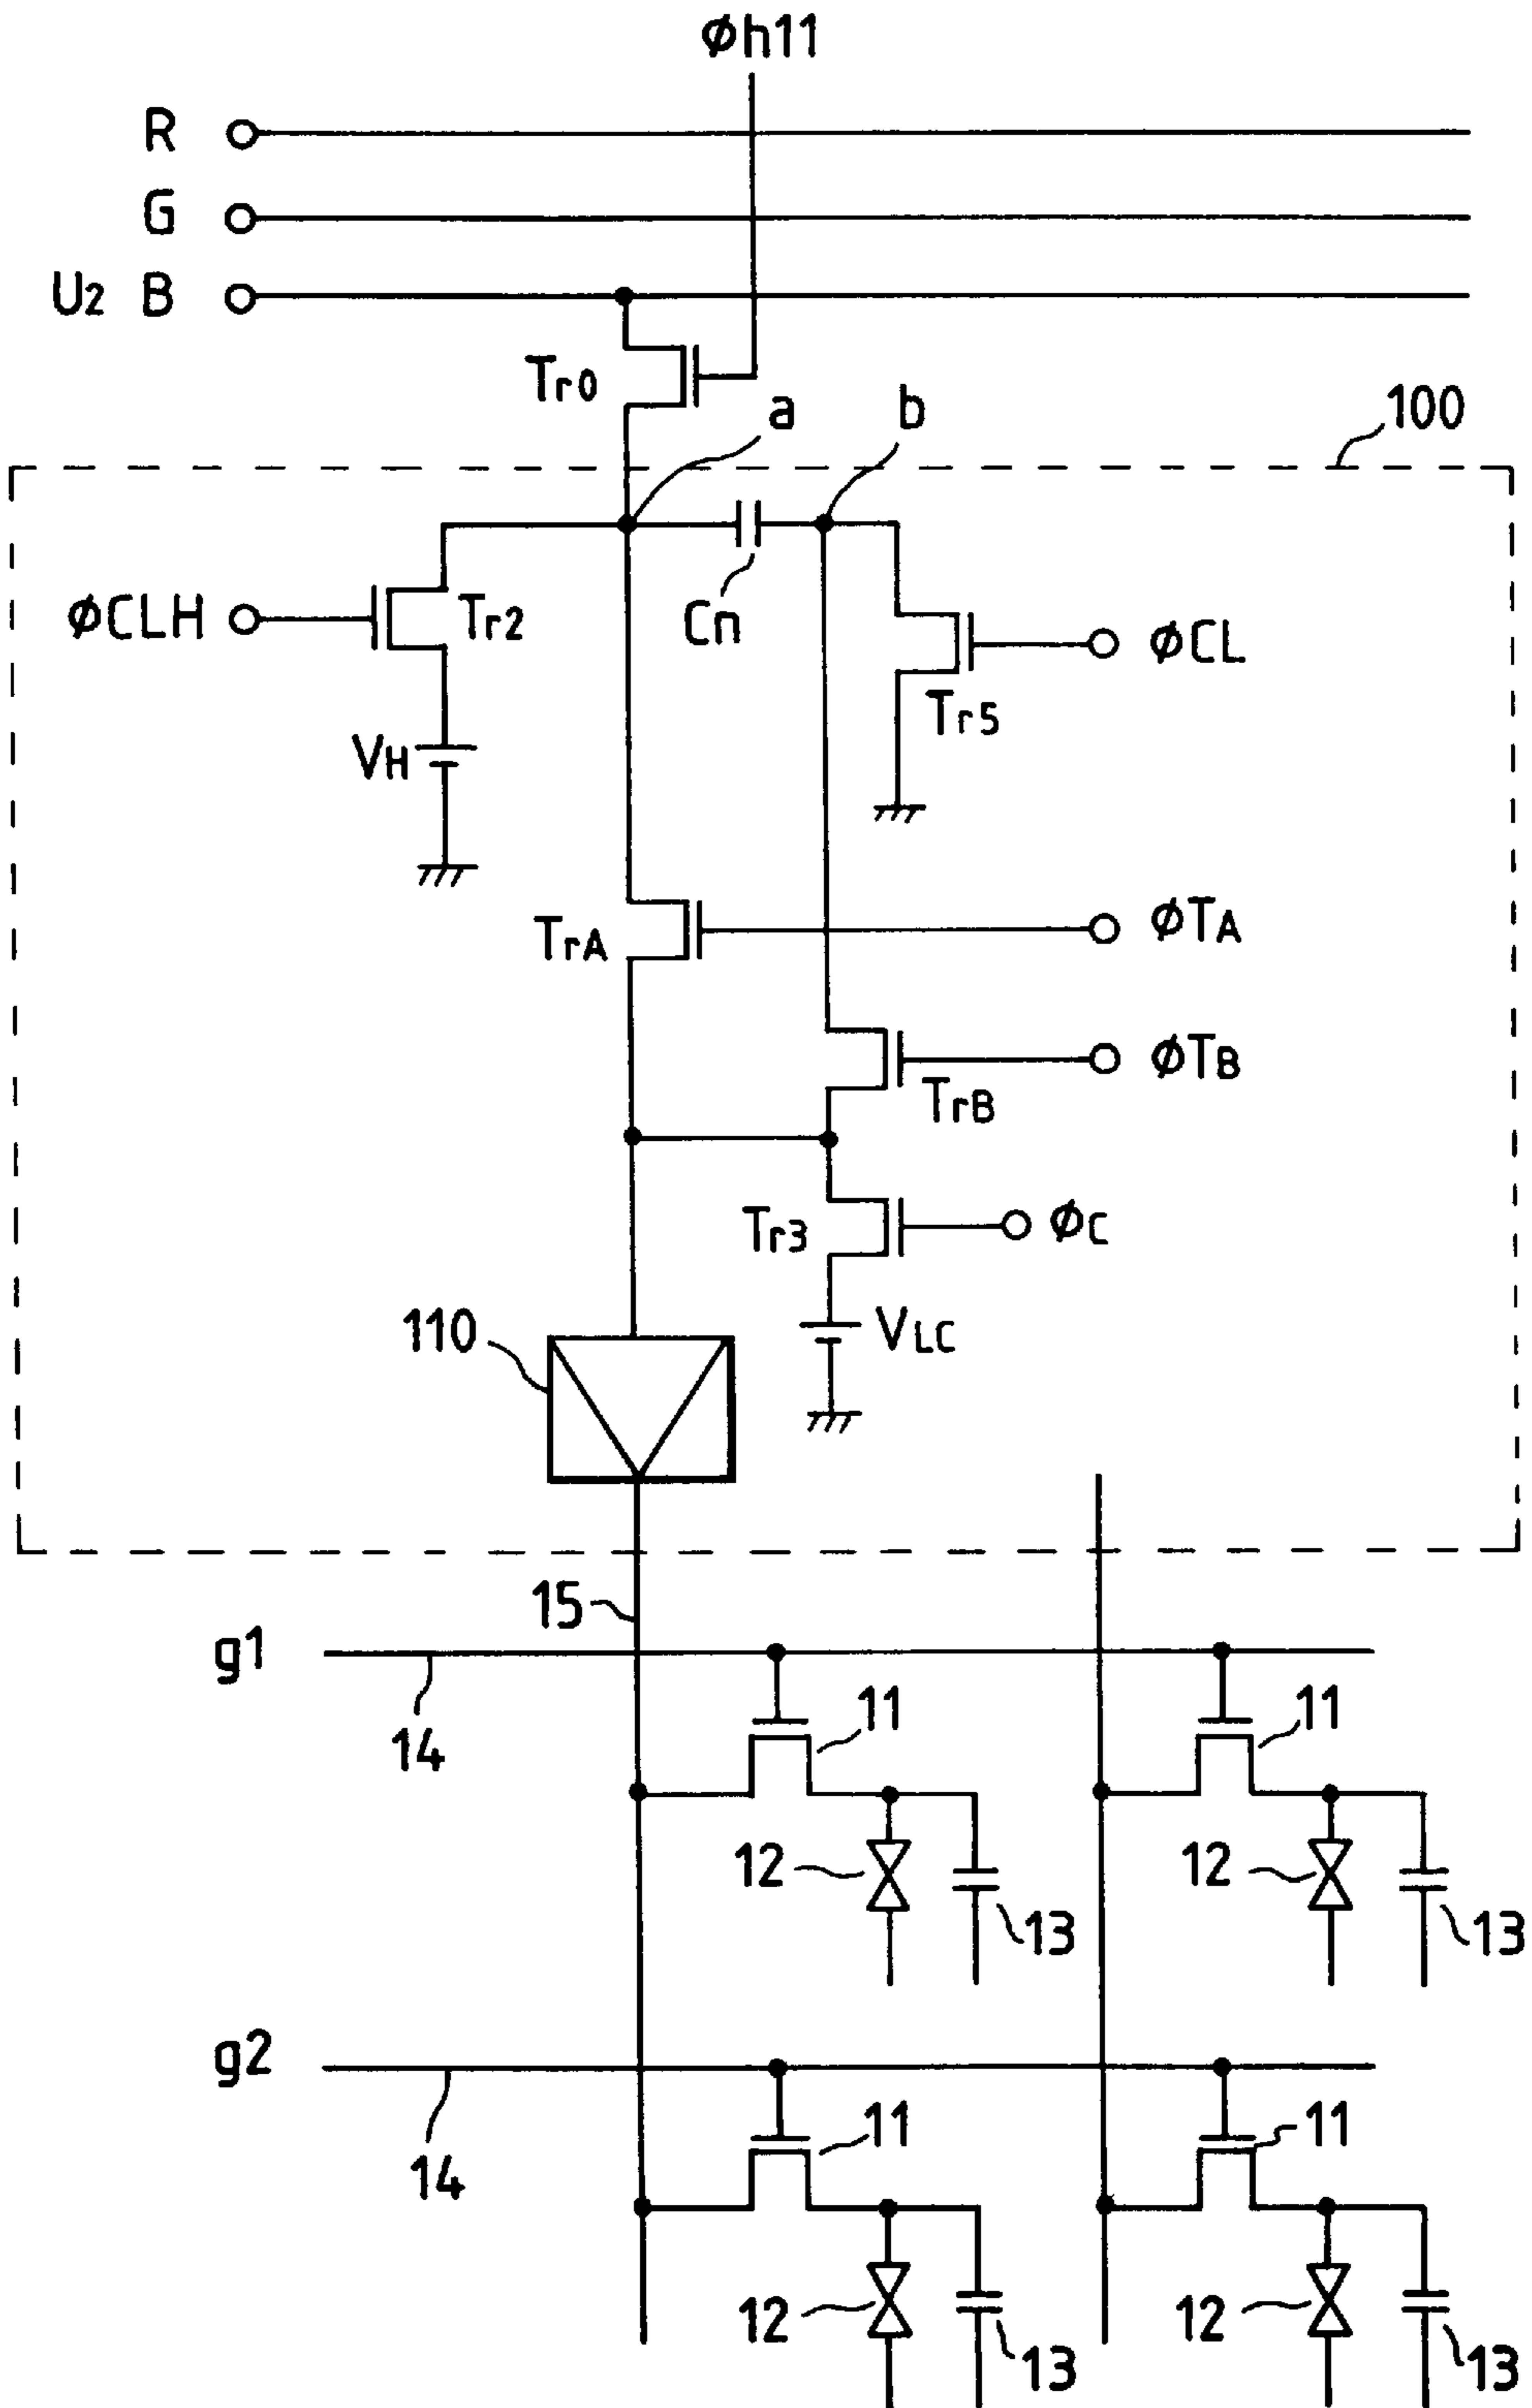 φh11
R
G
U2 B
Tr0
a
b
100
φCLH
Tr2
Cn
φCL
Tr5
VH
TrA
φTA
φTB
TrB
Tr3
φC
110
VLC
15
g1
14
11
11
12
13
12
13
g2
14
11
11
12
13
12
13